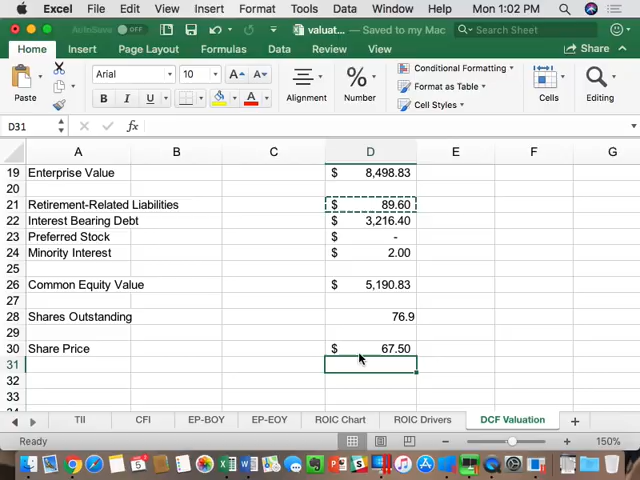 Excel File Edit View Insert Format Tools Data Window Help Mon 1:02 PM
AutoSave OFF valuat... — Saved to my Mac Search Sheet
Home Insert Page Layout Formulas Data Review View Share
Paste Arial 10 A A B I U A Alignment % Number Conditional Formatting Format as Table Cell Styles Cells Editing
D31 fx
A B C D E F G
19 Enterprise Value $ 8,498.83
20
21 Retirement-Related Liabilities $ 89.60
22 Interest Bearing Debt $ 3,216.40
23 Preferred Stock $ -
24 Minority Interest $ 2.00
25
26 Common Equity Value $ 5,190.83
27
28 Shares Outstanding 76.9
29
30 Share Price $ 67.50
31
32
33
TII CFI EP-BOY EP-EOY ROIC Chart ROIC Drivers DCF Valuation +
Ready 150%